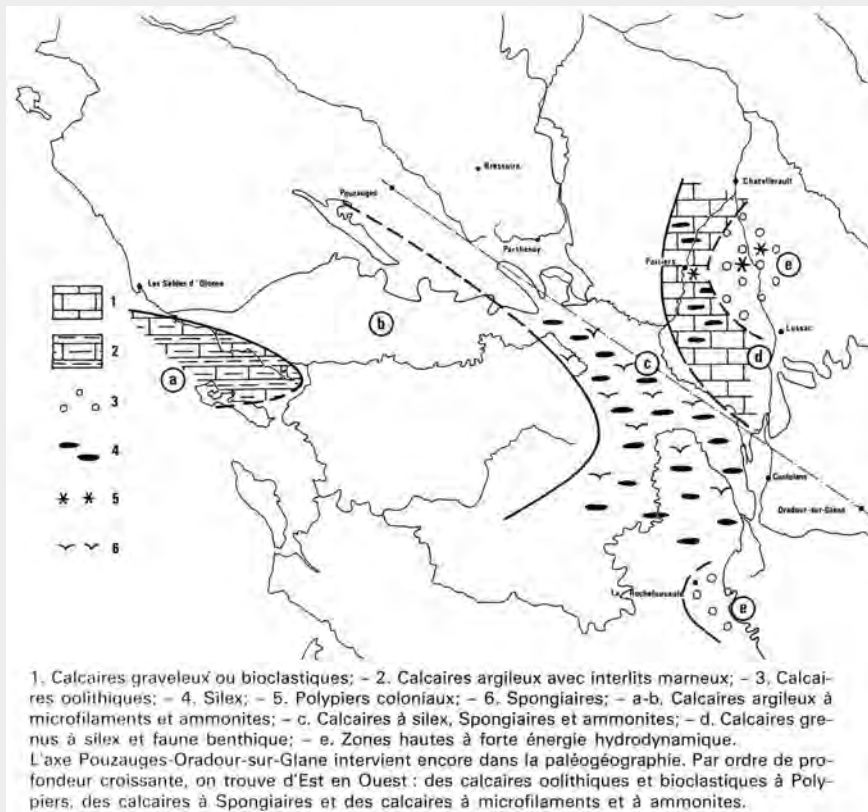 Bressuire
Pouzauges
Chatellerault
Parthenay
Poitiers
e
Les Sables d'Olonne
1
b
Lussac
2
a
c
d
3
4
Confolens
Oradour-sur-Glane
5
6
La Rochefoucauld
e
1. Calcaires graveleux ou bioclastiques; – 2. Calcaires argileux avec interlits marneux; – 3. Calcai-
res oolithiques; – 4. Silex; – 5. Polypiers coloniaux; – 6. Spongiaires; – a-b. Calcaires argileux à
microfilaments et ammonites; – c. Calcaires à silex, Spongiaires et ammonites; – d. Calcaires gre-
nus à silex et faune benthique; – e. Zones hautes à forte énergie hydrodynamique.
L'axe Pouzauges-Oradour-sur-Glane intervient encore dans la paléogéographie. Par ordre de pro-
fondeur croissante, on trouve d'Est en Ouest : des calcaires oolithiques et bioclastiques à Poly-
piers, des calcaires à Spongiaires et des calcaires à microfilaments et à ammonites.